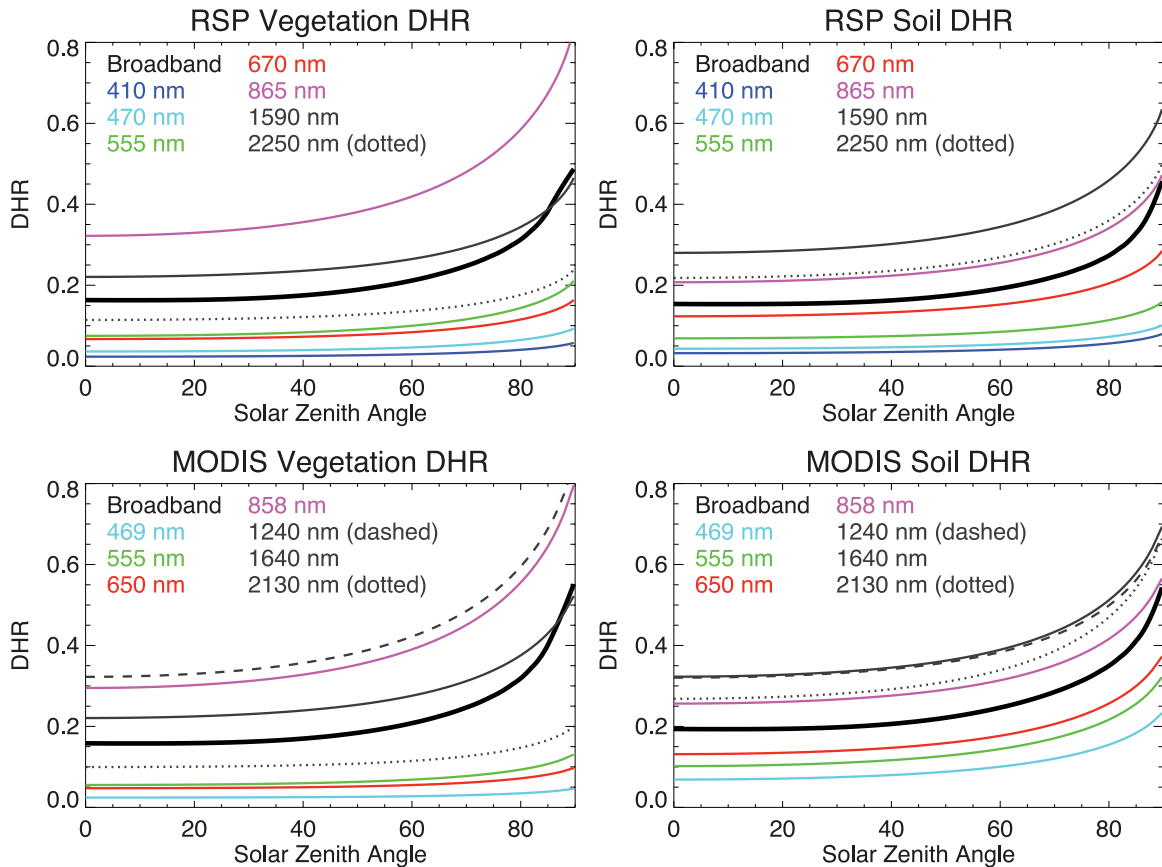 RSP Vegetation DHR
0.8
0.6
0.4
0.2
0.0
DHR
Broadband 670 nm
410 nm 865 nm
470 nm 1590 nm
555 nm 2250 nm (dotted)
0 20 40 60 80
Solar Zenith Angle
RSP Soil DHR
0.8
0.6
0.4
0.2
0.0
DHR
Broadband 670 nm
410 nm 865 nm
470 nm 1590 nm
555 nm 2250 nm (dotted)
0 20 40 60 80
Solar Zenith Angle
MODIS Vegetation DHR
0.8
0.6
0.4
0.2
0.0
DHR
Broadband 858 nm
469 nm 1240 nm (dashed)
555 nm 1640 nm
650 nm 2130 nm (dotted)
0 20 40 60 80
Solar Zenith Angle
MODIS Soil DHR
0.8
0.6
0.4
0.2
0.0
DHR
Broadband 858 nm
469 nm 1240 nm (dashed)
555 nm 1640 nm
650 nm 2130 nm (dotted)
0 20 40 60 80
Solar Zenith Angle